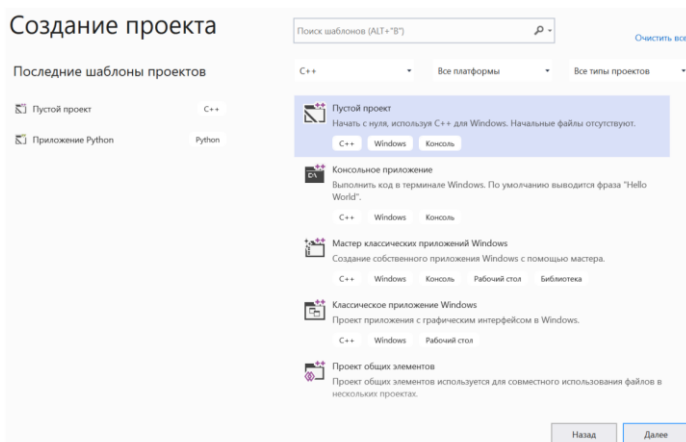 Создание проекта
Поиск шаблонов (ALT+"B")
Очистить все
Последние шаблоны проектов
C++
Все платформы
Все типы проектов
Пустой проект
C++
Приложение Python
Python
Пустой проект
Начать с нуля, используя C++ для Windows. Начальные файлы отсутствуют.
C++ Windows Консоль
Консольное приложение
Выполнить код в терминале Windows. По умолчанию выводится фраза "Hello
World".
C++ Windows Консоль
Мастер классических приложений Windows
Создание собственного приложения Windows с помощью мастера.
C++ Windows Консоль Рабочий стол Библиотека
Классическое приложение Windows
Проект приложения с графическим интерфейсом в Windows.
C++ Windows Рабочий стол
Проект общих элементов
Проект общих элементов используется для совместного использования файлов в
нескольких проектах.
Назад
Далее